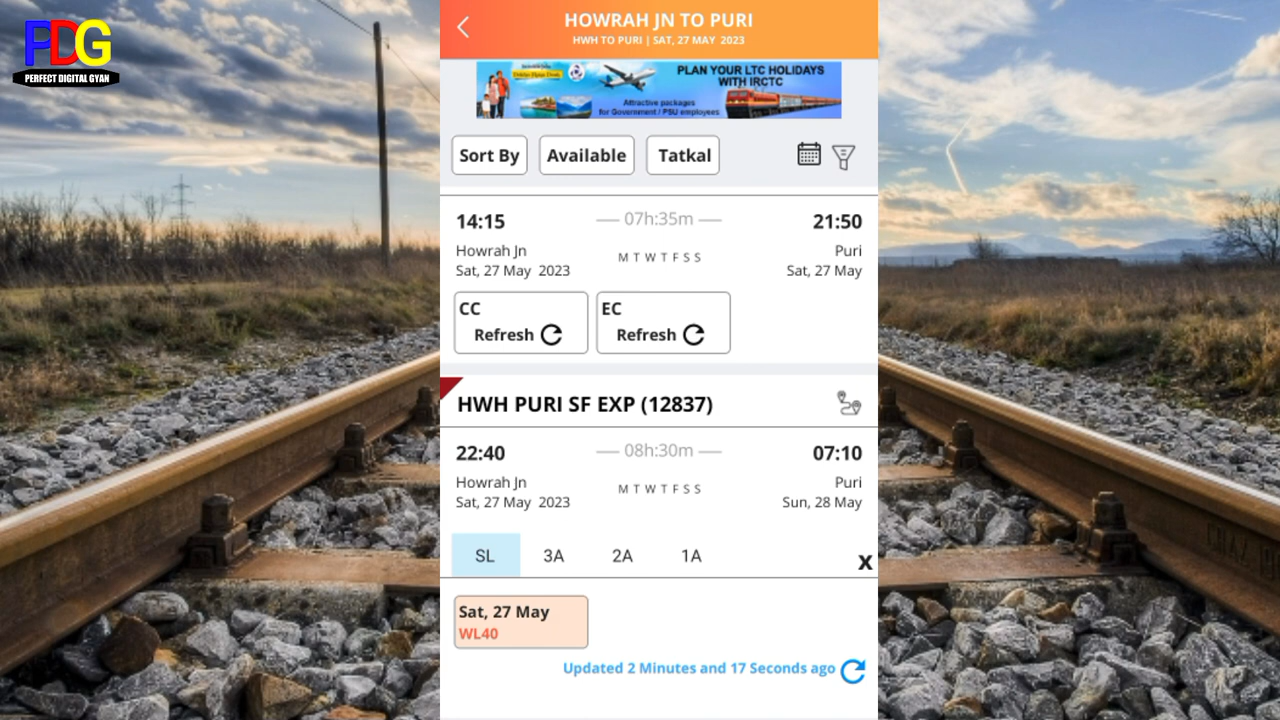 PDG
PERFECT DIGITAL GYAN
HOWRAH JN TO PURI
HWH TO PURI | SAT, 27 MAY 2023
PLAN YOUR LTC HOLIDAYS
WITH IRCTC
Attractive packages
for Government / PSU employees
Sort By
Available
Tatkal
14:15
07h:35m
21:50
Howrah Jn
M T W T F S S
Puri
Sat, 27 May 2023
Sat, 27 May
CC
EC
Refresh
Refresh
HWH PURI SF EXP (12837)
22:40
08h:30m
07:10
Howrah Jn
M T W T F S S
Puri
Sat, 27 May 2023
Sun, 28 May
SL
3A
2A
1A
X
Sat, 27 May
WL40
Updated 2 Minutes and 17 Seconds ago